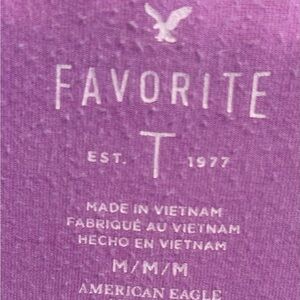 FAVORITE
T
EST. 1977
MADE IN VIETNAM
FABRIQUÉ AU VIETNAM
HECHO EN VIETNAM
M/M/M
AMERICAN EAGLE